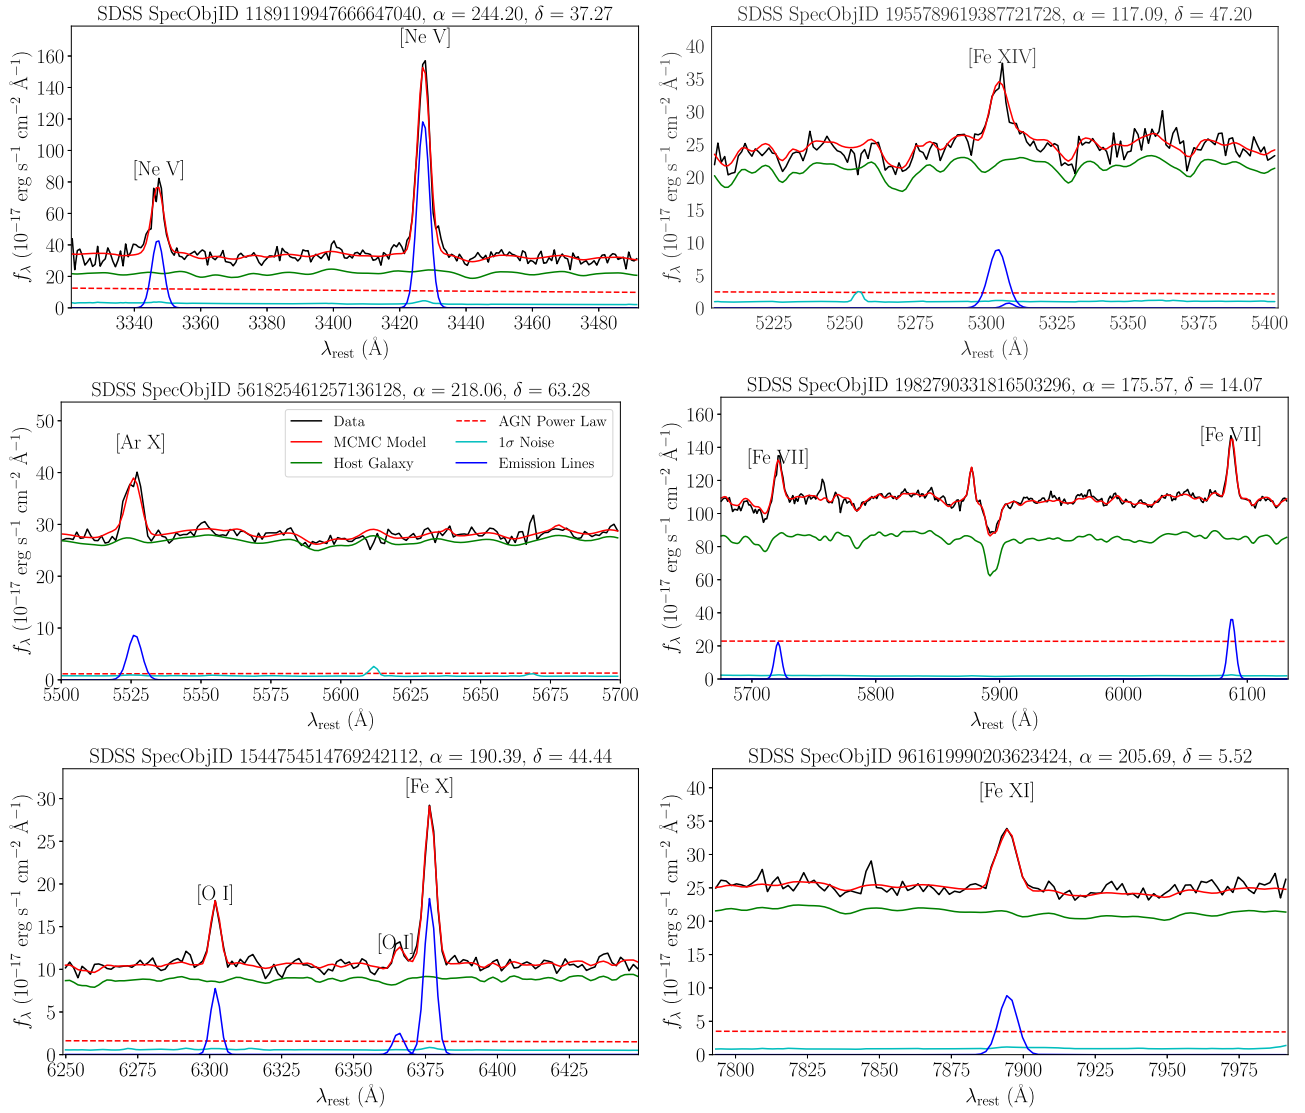 SDSS SpecObjID 1189119947666647040, α = 244.20, δ = 37.27
[Ne V]
[Ne V]
160
140
120
100
80
60
40
20
0
3340 3360 3380 3400 3420 3440 3460 3480
λrest (Å)
fλ (10⁻¹⁷ erg s⁻¹ cm⁻² Å⁻¹)
SDSS SpecObjID 1955789619387721728, α = 117.09, δ = 47.20
[Fe XIV]
40
35
30
25
20
15
10
5
0
5225 5250 5275 5300 5325 5350 5375 5400
λrest (Å)
fλ (10⁻¹⁷ erg s⁻¹ cm⁻² Å⁻¹)
SDSS SpecObjID 561825461257136128, α = 218.06, δ = 63.28
[Ar X]
Data
MCMC Model
Host Galaxy
AGN Power Law
1σ Noise
Emission Lines
50
40
30
20
10
0
5500 5525 5550 5575 5600 5625 5650 5675 5700
λrest (Å)
fλ (10⁻¹⁷ erg s⁻¹ cm⁻² Å⁻¹)
SDSS SpecObjID 1982790331816503296, α = 175.57, δ = 14.07
[Fe VII]
[Fe VII]
160
140
120
100
80
60
40
20
0
5700 5800 5900 6000 6100
λrest (Å)
fλ (10⁻¹⁷ erg s⁻¹ cm⁻² Å⁻¹)
SDSS SpecObjID 1544754514769242112, α = 190.39, δ = 44.44
[Fe X]
[O I]
[O I]
30
25
20
15
10
5
0
6250 6275 6300 6325 6350 6375 6400 6425
λrest (Å)
fλ (10⁻¹⁷ erg s⁻¹ cm⁻² Å⁻¹)
SDSS SpecObjID 961619990203623424, α = 205.69, δ = 5.52
[Fe XI]
40
35
30
25
20
15
10
5
0
7800 7825 7850 7875 7900 7925 7950 7975
λrest (Å)
fλ (10⁻¹⁷ erg s⁻¹ cm⁻² Å⁻¹)